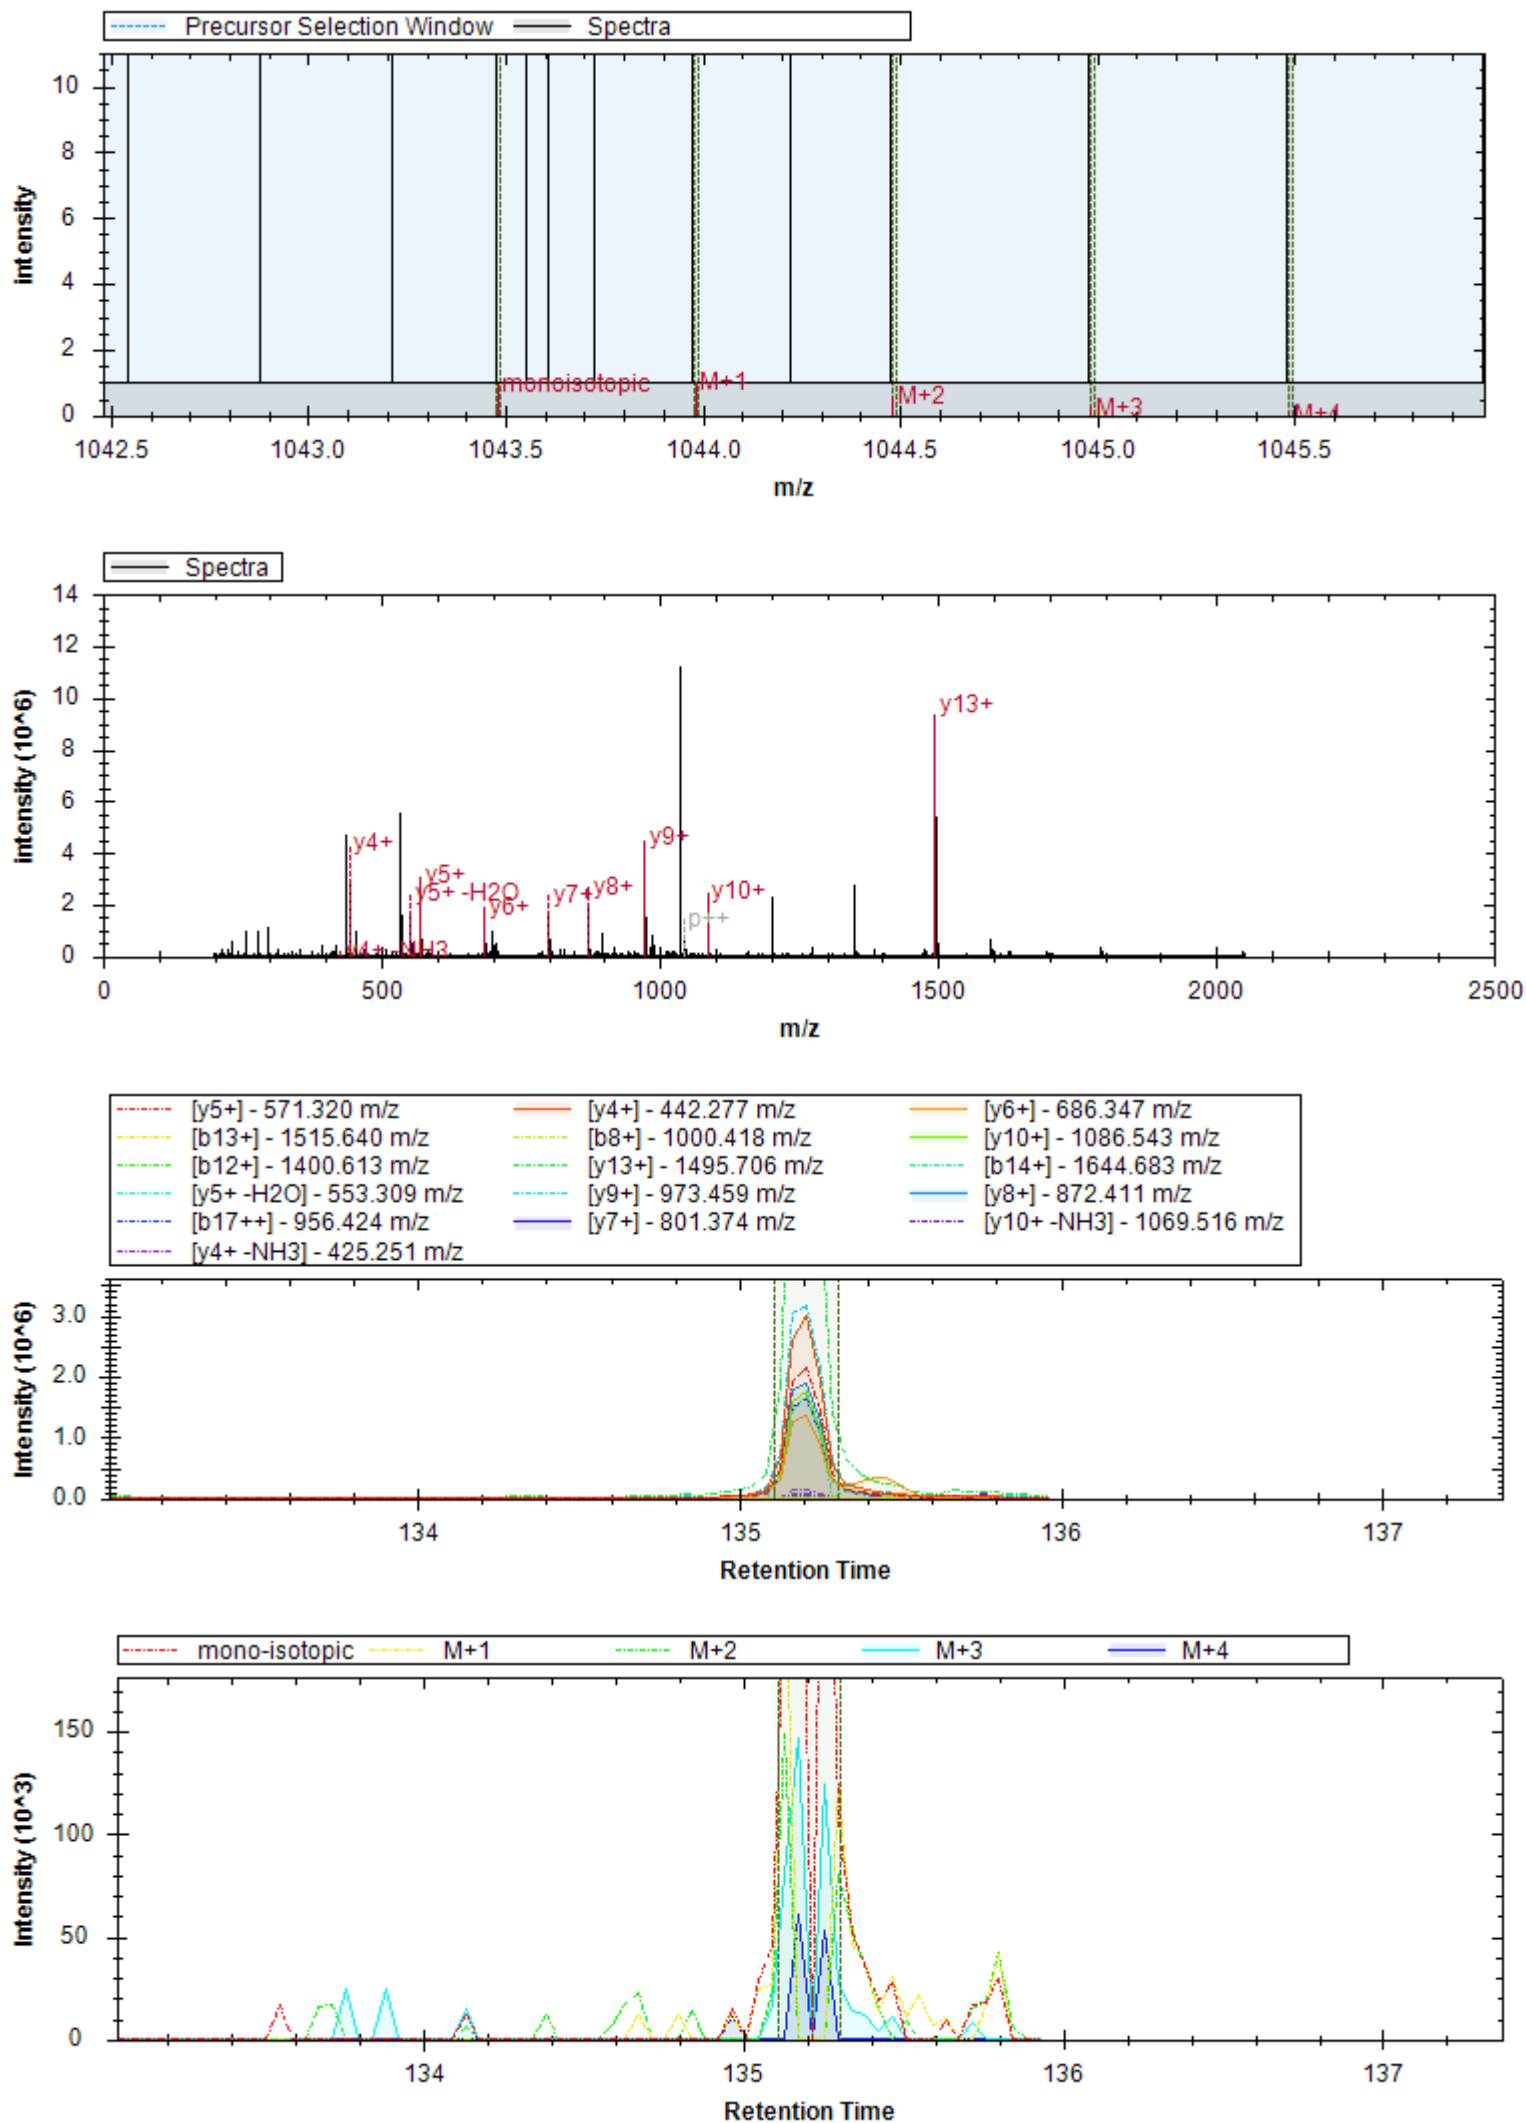 Precursor Selection Window Spectra
10
8
6
4
2
0
intensity
monoisotopic M+1 M+2 M+3 M+4
1042.5 1043.0 1043.5 1044.0 1044.5 1045.0 1045.5
m/z
Spectra
14
12
10
8
6
4
2
0
intensity (10^6)
y13+
y4+
y9+
y5+
y5+ -H2O
y7+
y8+
y10+
y6+
p++
y4+ -NH3
0 500 1000 1500 2000 2500
m/z
[y5+] - 571.320 m/z [y4+] - 442.277 m/z [y6+] - 686.347 m/z
[b13+] - 1515.640 m/z [b8+] - 1000.418 m/z [y10+] - 1086.543 m/z
[b12+] - 1400.613 m/z [y13+] - 1495.706 m/z [b14+] - 1644.683 m/z
[y5+ -H2O] - 553.309 m/z [y9+] - 973.459 m/z [y8+] - 872.411 m/z
[b17++] - 956.424 m/z [y7+] - 801.374 m/z [y10+ -NH3] - 1069.516 m/z
[y4+ -NH3] - 425.251 m/z
3.0
2.0
1.0
0.0
Intensity (10^6)
134 135 136 137
Retention Time
mono-isotopic M+1 M+2 M+3 M+4
150
100
50
0
Intensity (10^3)
134 135 136 137
Retention Time